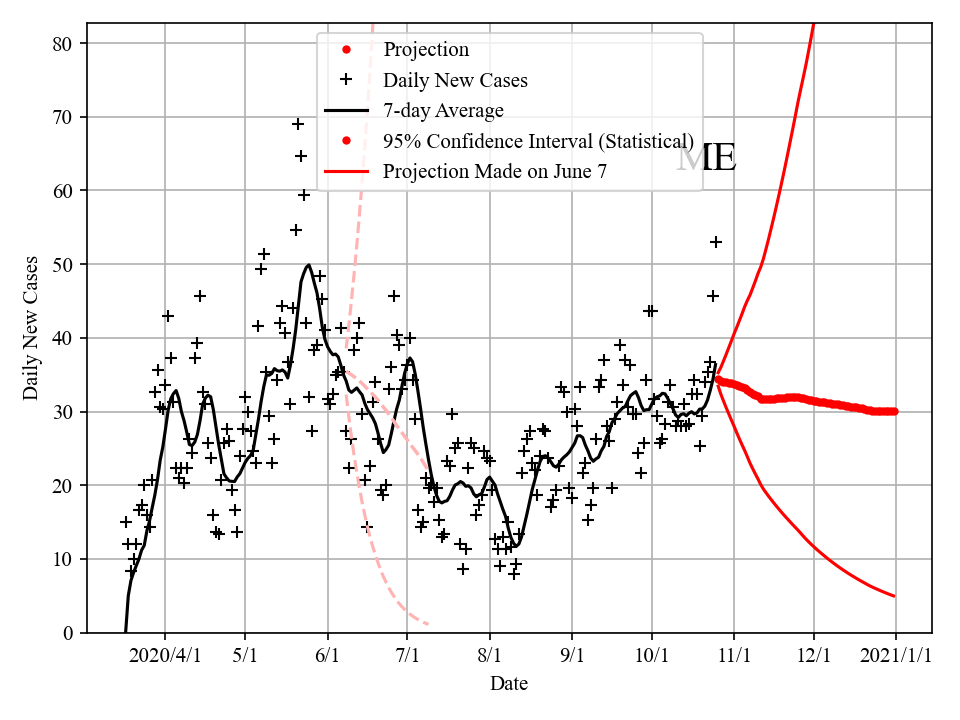 80
70
60
50
40
30
20
10
0
Daily New Cases
Projection
Daily New Cases
7-day Average
95% Confidence Interval (Statistical)
Projection Made on June 7
ME
2020/4/1 5/1 6/1 7/1 8/1 9/1 10/1 11/1 12/1 2021/1/1
Date